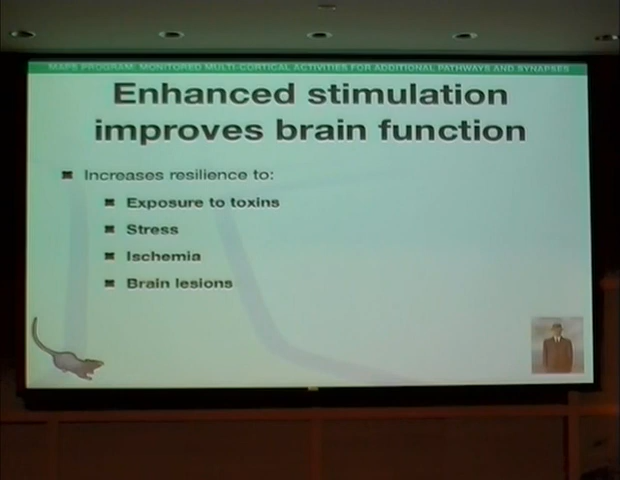 MAPS PROGRAM: MONITORED MULTI-CORTICAL ACTIVITIES FOR ADDITIONAL PATHWAYS AND SYNAPSES
Enhanced stimulation
improves brain function
Increases resilience to:
Exposure to toxins
Stress
Ischemia
Brain lesions